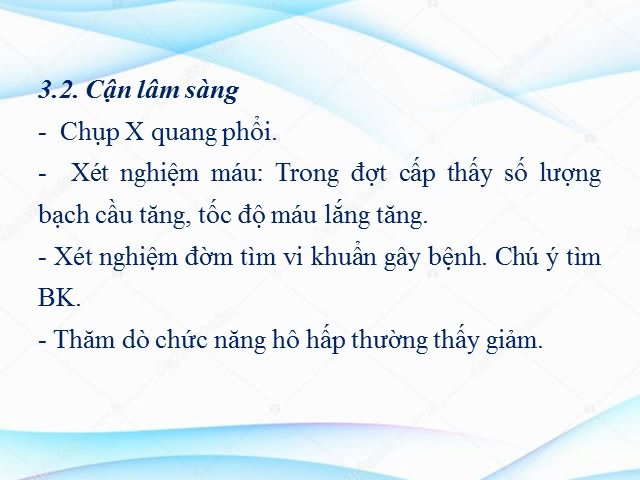 3.2. Cận lâm sàng
- Chụp X quang phổi.
- Xét nghiệm máu: Trong đợt cấp thấy số lượng
bạch cầu tăng, tốc độ máu lắng tăng.
- Xét nghiệm đờm tìm vi khuẩn gây bệnh. Chú ý tìm
BK.
- Thăm dò chức năng hô hấp thường thấy giảm.